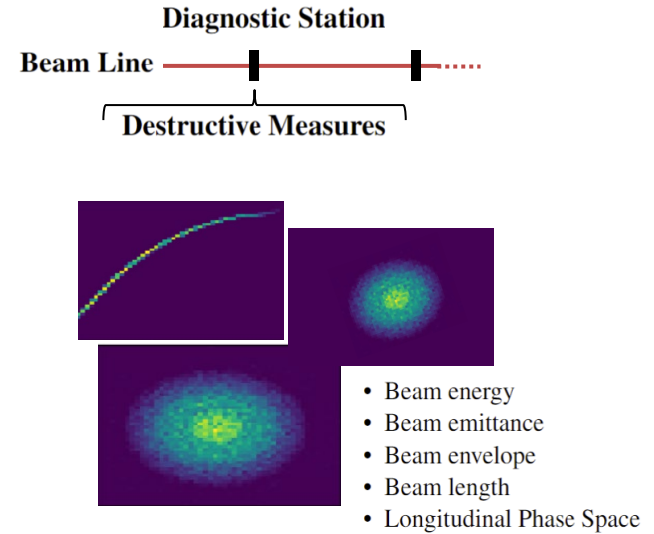 Diagnostic Station
Beam Line
Destructive Measures
• Beam energy
• Beam emittance
• Beam envelope
• Beam length
• Longitudinal Phase Space